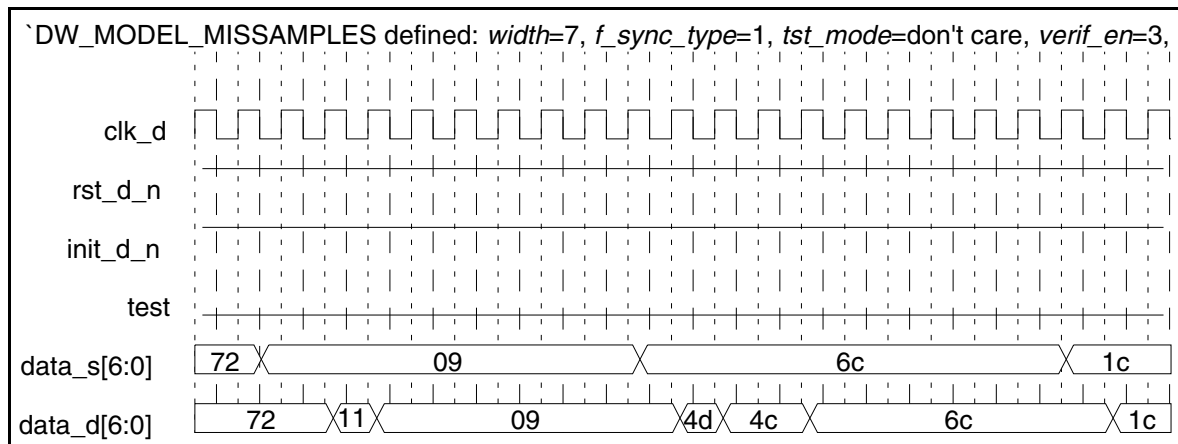 `DW_MODEL_MISSAMPLES defined: width=7, f_sync_type=1, tst_mode=don't care, verif_en=3,
clk_d
rst_d_n
init_d_n
test
data_s[6:0] 72 09 6c 1c
data_d[6:0] 72 11 09 4d 4c 6c 1c